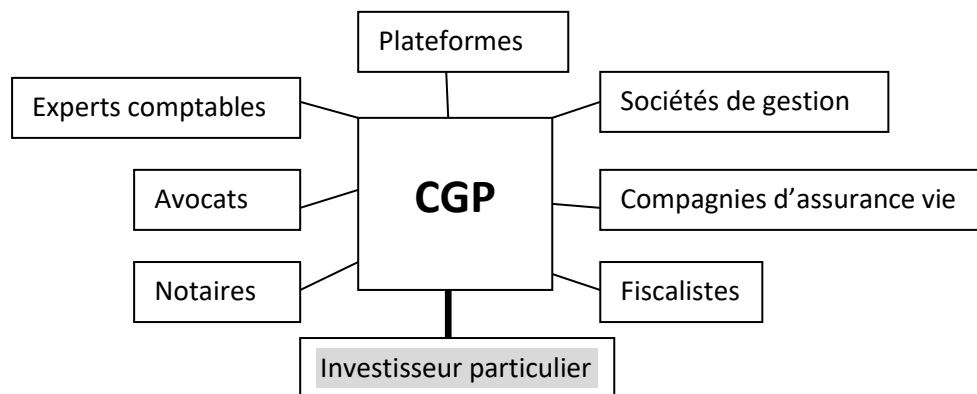 Plateformes
Experts comptables
Sociétés de gestion
Avocats
CGP
Compagnies d’assurance vie
Notaires
Fiscalistes
Investisseur particulier